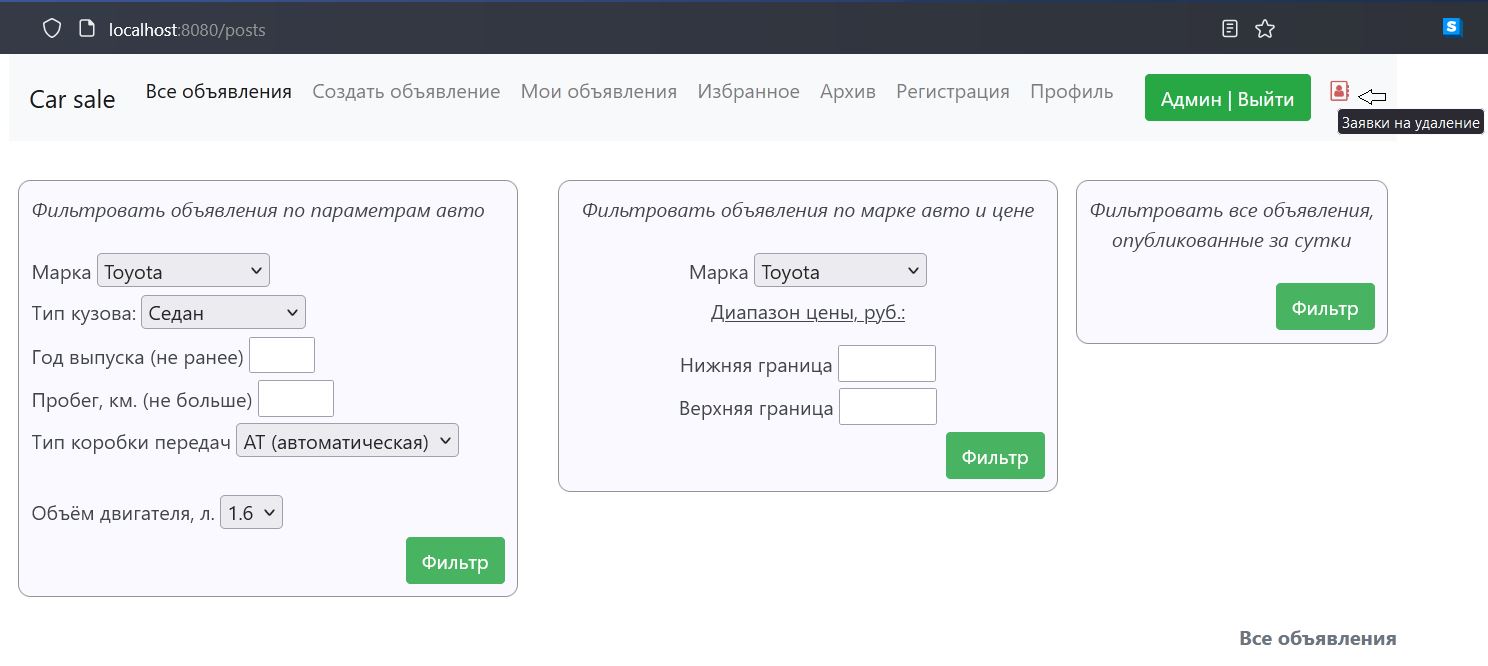 localhost:8080/posts
S
Car sale Все объявления Создать объявление Мои объявления Избранное Архив Регистрация Профиль Админ | Выйти
Заявки на удаление
Фильтровать объявления по параметрам авто
Марка Toyota
Тип кузова: Седан
Год выпуска (не ранее)
Пробег, км. (не больше)
Тип коробки передач АТ (автоматическая)
Объём двигателя, л. 1.6
Фильтр
Фильтровать объявления по марке авто и цене
Марка Toyota
Диапазон цены, руб.:
Нижняя граница
Верхняя граница
Фильтр
Фильтровать все объявления,
опубликованные за сутки
Фильтр
Все объявления